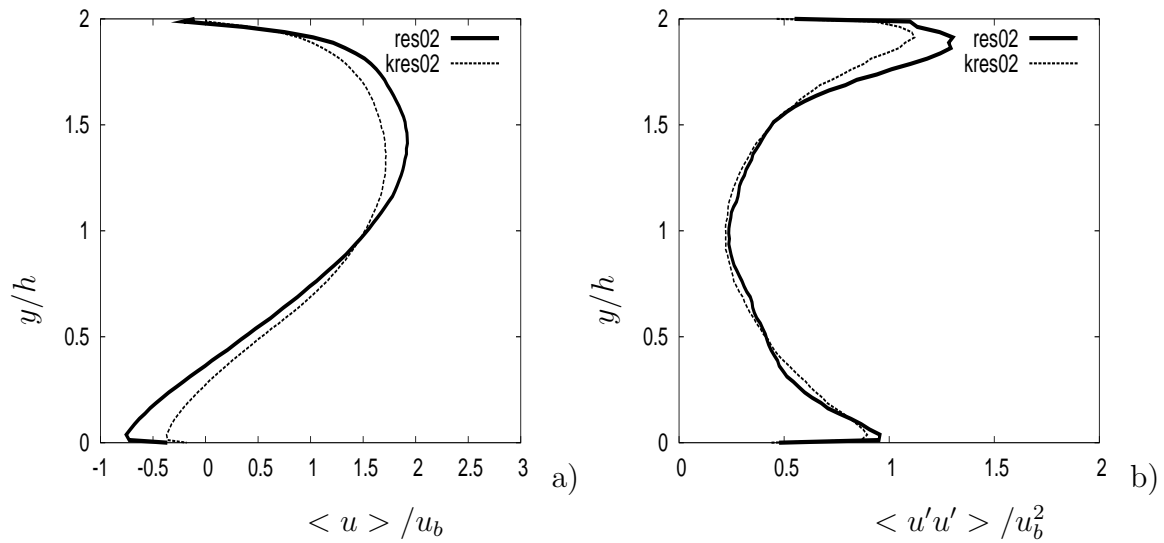 2
1.5
1
0.5
0
y/h
-1 -0.5 0 0.5 1 1.5 2 2.5 3
< u > /u_b
res02
kres02
a)
2
1.5
1
0.5
0
y/h
0 0.5 1 1.5 2
< u′u′ > /u_b^2
res02
kres02
b)